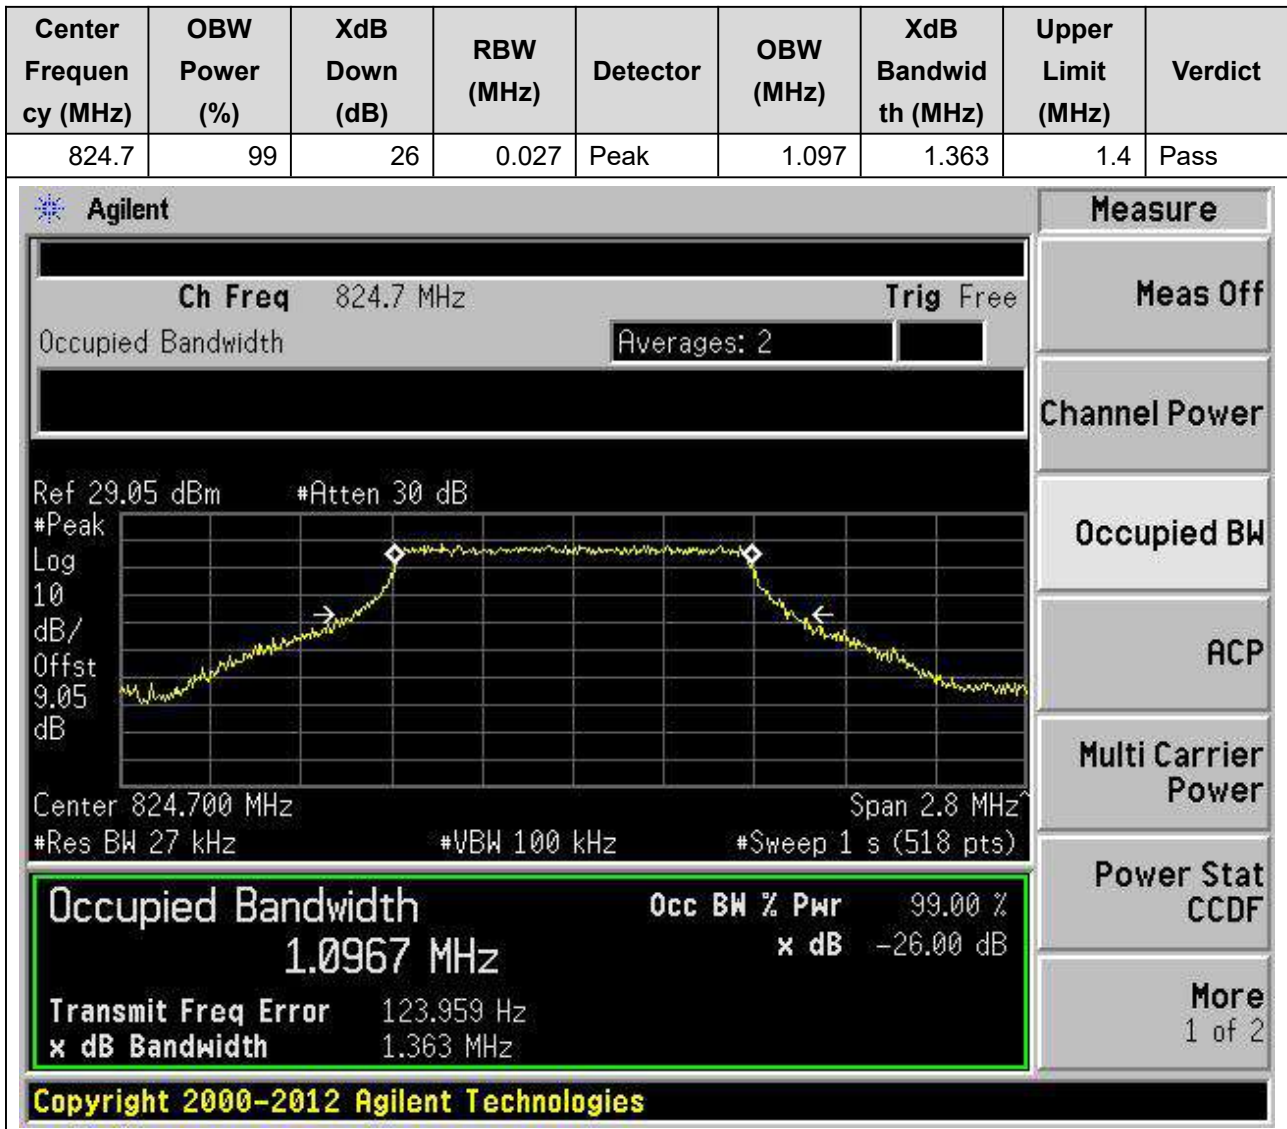 Center Frequen cy (MHz) | OBW Power (%) | XdB Down (dB) | RBW (MHz) | Detector | OBW (MHz) | XdB Bandwid th (MHz) | Upper Limit (MHz) | Verdict
824.7 | 99 | 26 | 0.027 | Peak | 1.097 | 1.363 | 1.4 | Pass
Agilent
Ch Freq 824.7 MHz Trig Free
Occupied Bandwidth Averages: 2
Ref 29.05 dBm #Atten 30 dB
#Peak
Log
10
dB/
Offst
9.05
dB
Center 824.700 MHz Span 2.8 MHz^
#Res BW 27 kHz #VBW 100 kHz #Sweep 1 s (518 pts)
Occupied Bandwidth Occ BW % Pwr 99.00 %
1.0967 MHz x dB -26.00 dB
Transmit Freq Error 123.959 Hz
x dB Bandwidth 1.363 MHz
Copyright 2000-2012 Agilent Technologies
Measure
Meas Off
Channel Power
Occupied BW
ACP
Multi Carrier
Power
Power Stat
CCDF
More
1 of 2